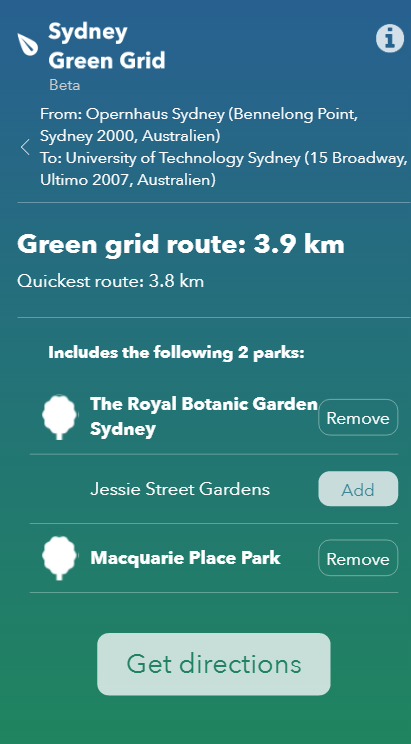 Sydney
Green Grid
Beta
From: Opernhaus Sydney (Bennelong Point,
Sydney 2000, Australien)
To: University of Technology Sydney (15 Broadway,
Ultimo 2007, Australien)
Green grid route: 3.9 km
Quickest route: 3.8 km
Includes the following 2 parks:
The Royal Botanic Garden
Sydney
Remove
Jessie Street Gardens
Add
Macquarie Place Park
Remove
Get directions